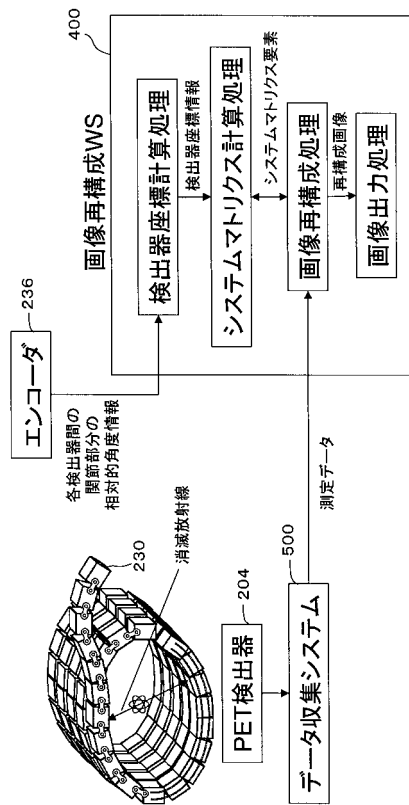 230
消滅放射線
PET検出器
204
データ収集システム
500
測定データ
エンコーダ
236
各検出器間の
関節部分の
相対的角度情報
画像再構成WS
400
検出器座標計算処理
検出器座標情報
システムマトリクス計算処理
システムマトリクス要素
画像再構成処理
再構成画像
画像出力処理